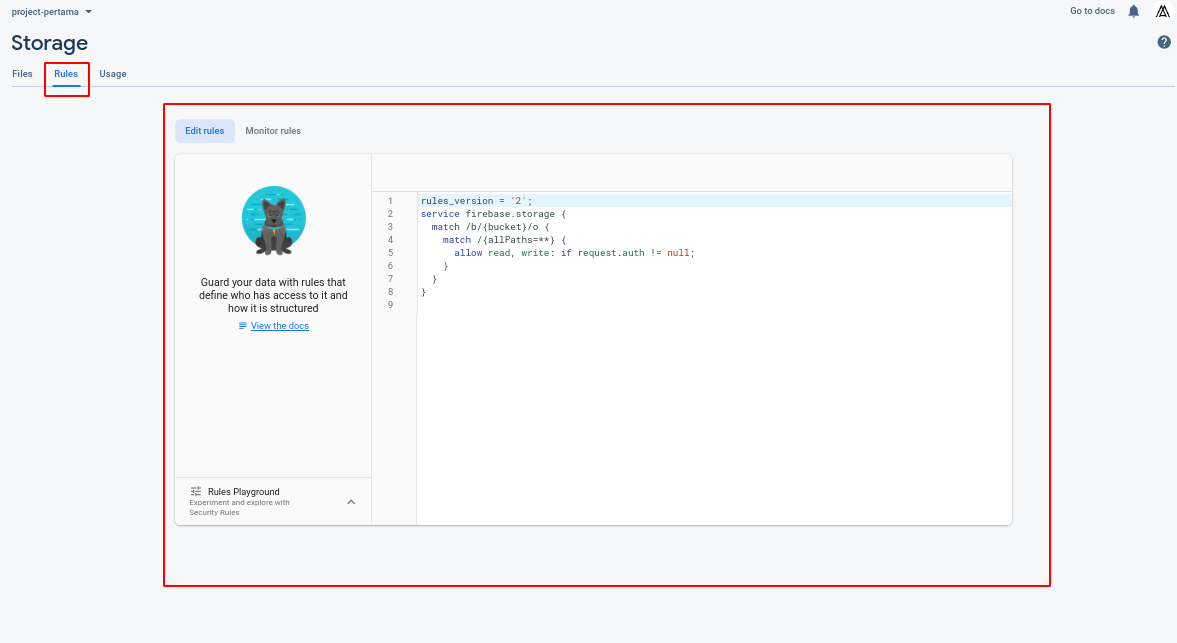 project-pertama
Go to docs
Storage
Files
Rules
Usage
Edit rules
Monitor rules
Guard your data with rules that
define who has access to it and
how it is structured
View the docs
Rules Playground
Experiment and explore with
Security Rules
1 rules_version = '2';
2 service firebase.storage {
3   match /b/{bucket}/o {
4     match /{allPaths=**} {
5       allow read, write: if request.auth != null;
6     }
7   }
8 }
9